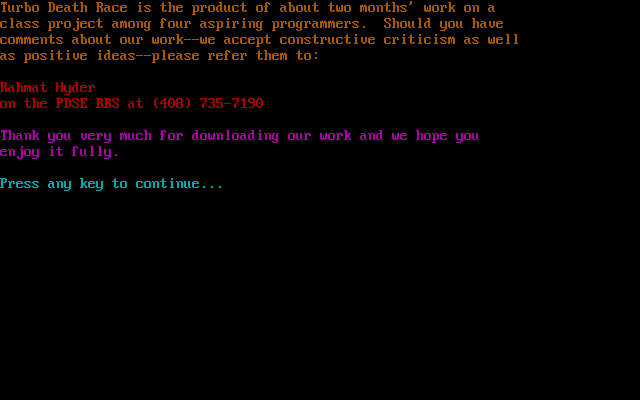 Turbo Death Race is the product of about two months' work on a
class project among four aspiring programmers.  Should you have
comments about our work--we accept constructive criticism as well
as positive ideas--please refer them to:
Rahmat Hyder
on the PDSE BBS at (408) 735-7190
Thank you very much for downloading our work and we hope you
enjoy it fully.
Press any key to continue...